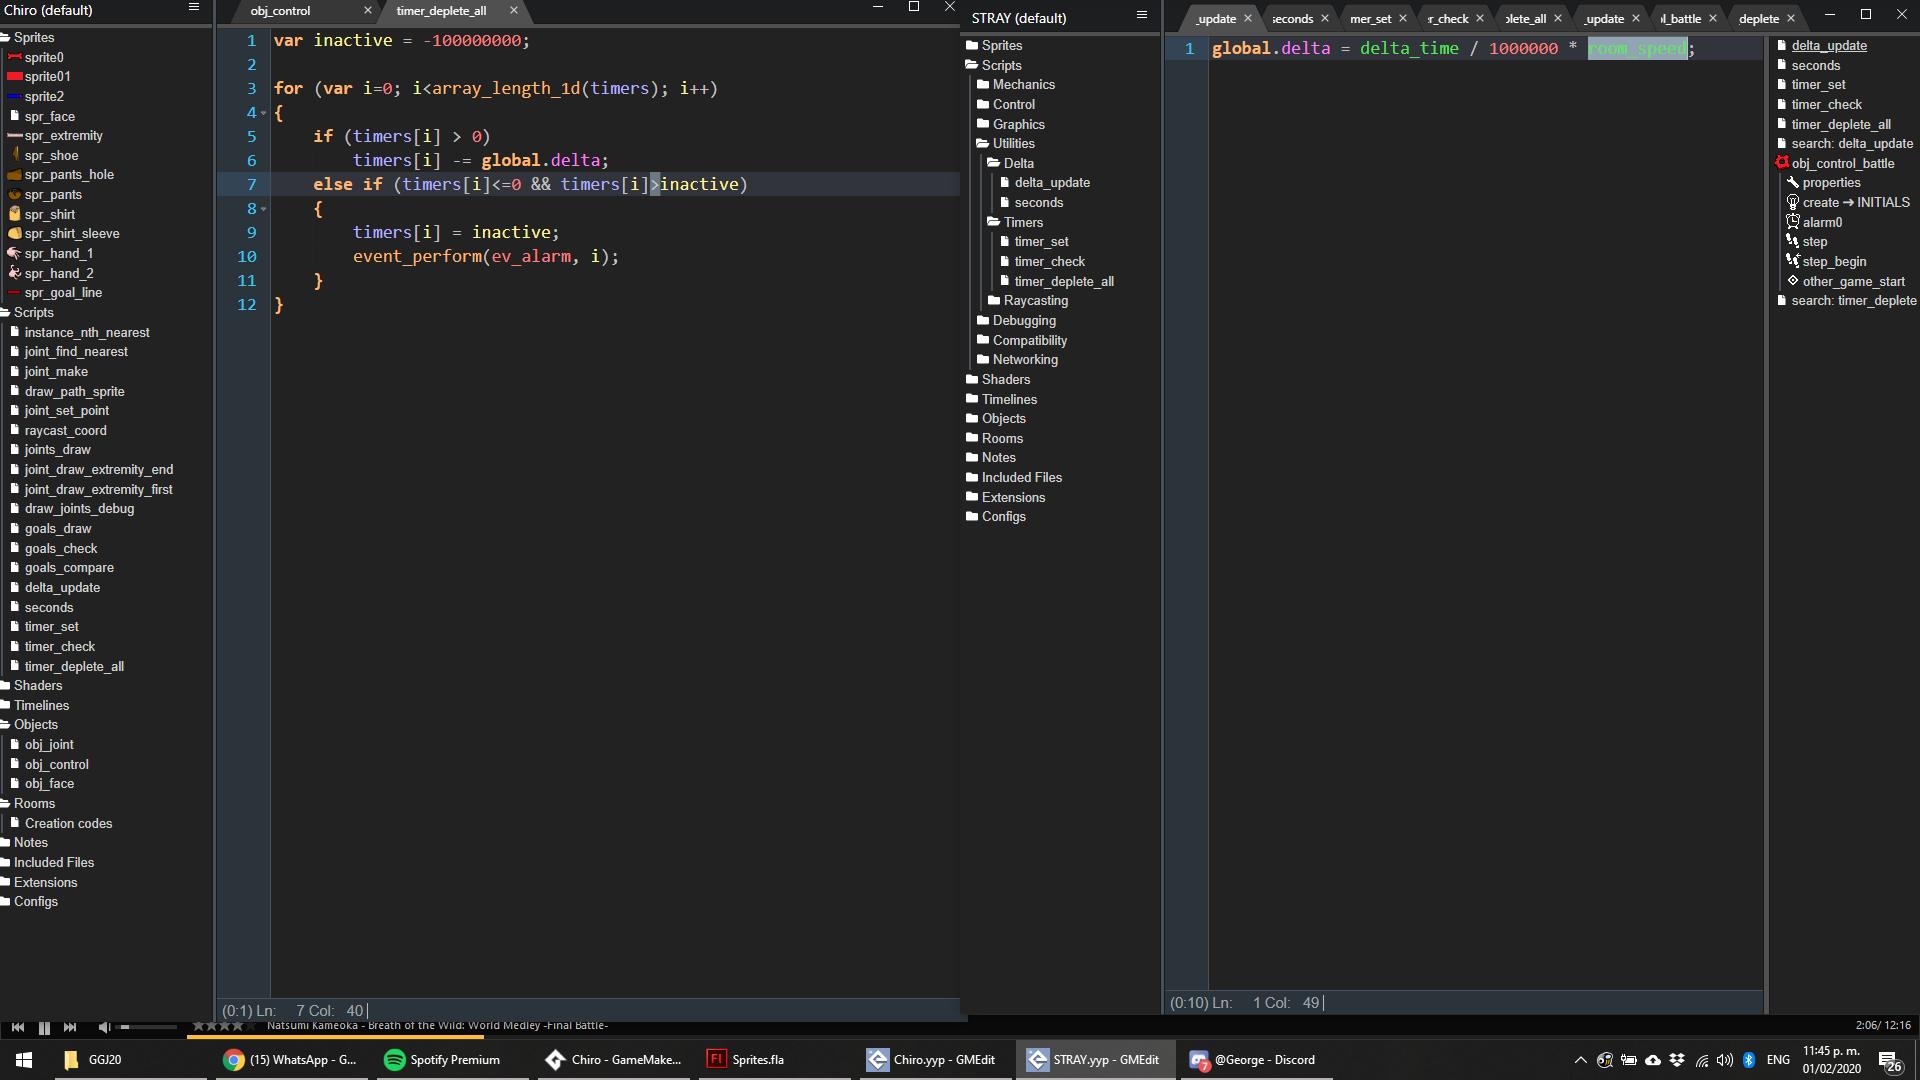 Chiro (default)
Sprites
sprite0
sprite01
sprite2
spr_face
spr_extremity
spr_shoe
spr_pants_hole
spr_pants
spr_shirt
spr_shirt_sleeve
spr_hand_1
spr_hand_2
spr_goal_line
Scripts
instance_nth_nearest
joint_find_nearest
joint_make
draw_path_sprite
joint_set_point
raycast_coord
joints_draw
joint_draw_extremity_end
joint_draw_extremity_first
draw_joints_debug
goals_draw
goals_check
goals_compare
delta_update
seconds
timer_set
timer_check
timer_deplete_all
Shaders
Timelines
Objects
obj_joint
obj_control
obj_face
Rooms
Creation codes
Notes
Included Files
Extensions
Configs
obj_control
timer_deplete_all
1 var inactive = -100000000;
2
3 for (var i=0; i<array_length_1d(timers); i++)
4 {
5 if (timers[i] > 0)
6 timers[i] -= global.delta;
7 else if (timers[i]<=0 && timers[i]>inactive)
8 {
9 timers[i] = inactive;
10 event_perform(ev_alarm, i);
11 }
12 }
(0:1) Ln: 7 Col: 40
STRAY (default)
Sprites
Scripts
Mechanics
Control
Graphics
Utilities
Delta
delta_update
seconds
Timers
timer_set
timer_check
timer_deplete_all
Raycasting
Debugging
Compatibility
Networking
Shaders
Timelines
Objects
Rooms
Notes
Included Files
Extensions
Configs
_update
seconds
mer_set
r_check
lete_all
_update
l_battle
deplete
1 global.delta = delta_time / 1000000 * room_speed;
(0:10) Ln: 1 Col: 49
delta_update
seconds
timer_set
timer_check
timer_deplete_all
search: delta_update
obj_control_battle
properties
create → INITIALS
alarm0
step
step_begin
other_game_start
search: timer_deplete
Natsumi Kameoka - Breath of the Wild: World Medley -Final Battle-
2:06/ 12:16
GGJ20
(15) WhatsApp - G...
Spotify Premium
Chiro - GameMake...
Fl
Sprites.fla
Chiro.yyp - GMEdit
STRAY.yyp - GMEdit
7
@George - Discord
ENG
11:45 p. m.
01/02/2020
26